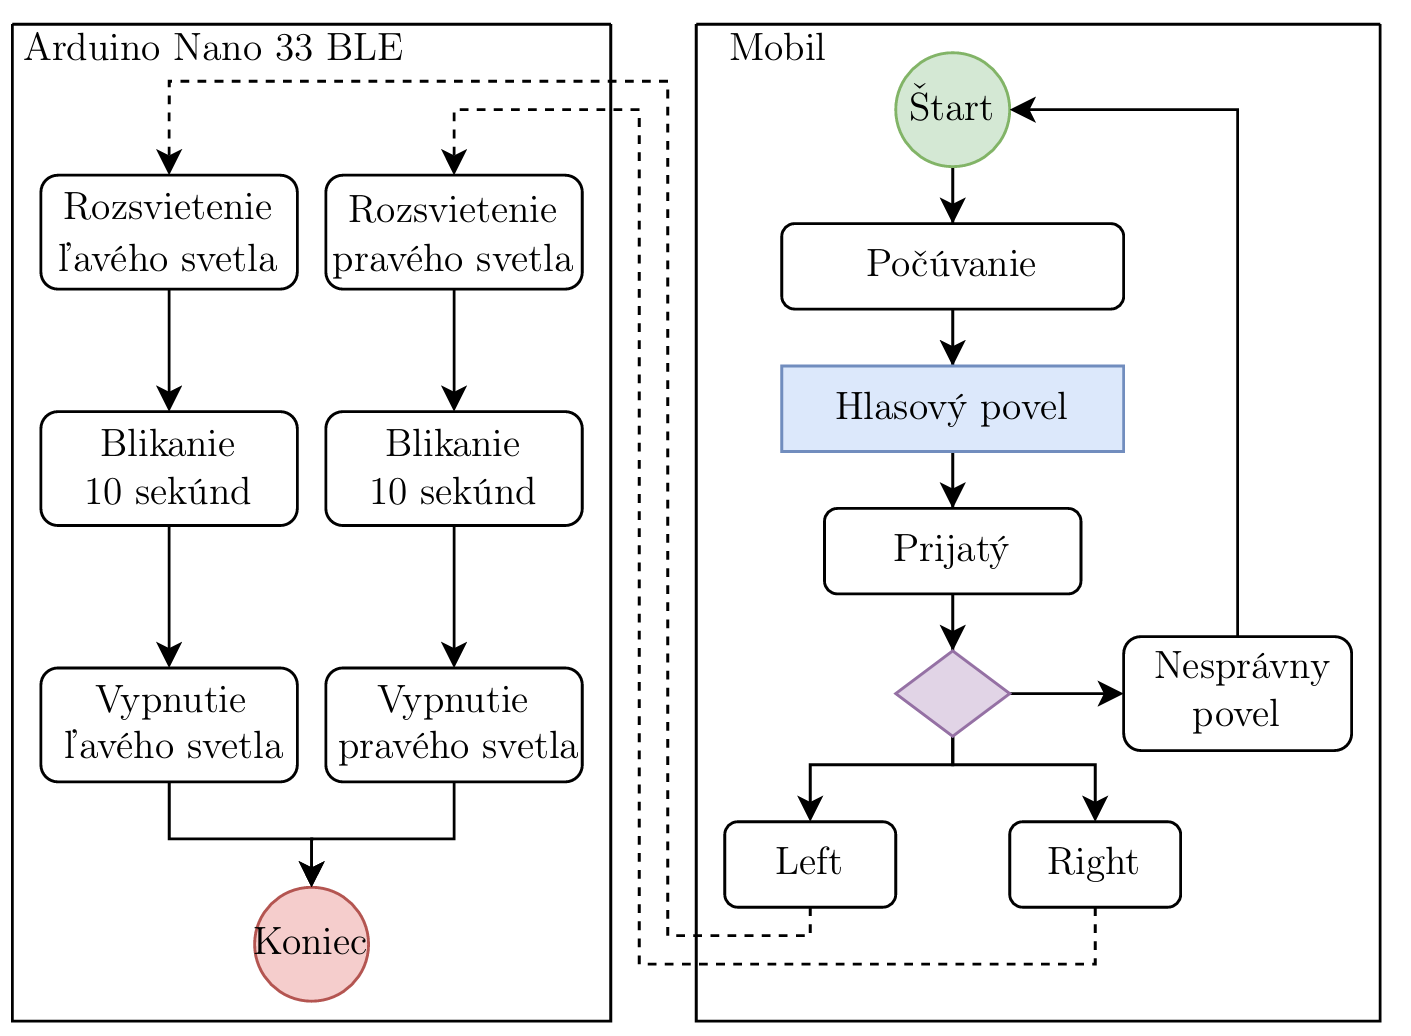 Arduino Nano 33 BLE
Rozsvietenie
ľavého svetla
Rozsvietenie
pravého svetla
Blikanie
10 sekúnd
Blikanie
10 sekúnd
Vypnutie
ľavého svetla
Vypnutie
pravého svetla
Koniec
Mobil
Štart
Počúvanie
Hlasový povel
Prijatý
Nesprávny
povel
Left
Right